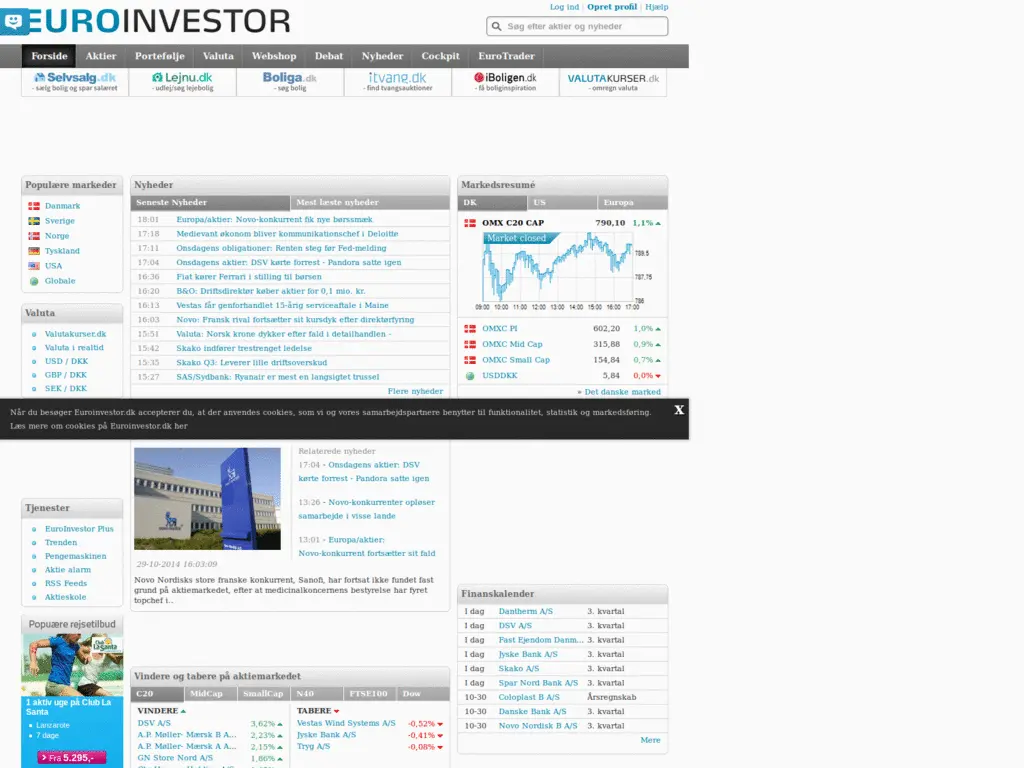 Log ind | Opret profil | Hjælp
EUROINVESTOR
Søg efter aktier og nyheder
Forside Aktier Portefølje Valuta Webshop Debat Nyheder Cockpit EuroTrader
Selvsalg.dk Lejnu.dk Boliga.dk itvang.dk iBoligen.dk VALUTAKURSER.dk
- sælg bolig og spar salæret - udlej/søg lejebolig - søg bolig - find tvangsauktioner - få boliginspiration - omregn valuta
Populære markeder
Danmark
Sverige
Norge
Tyskland
USA
Globale
Valuta
Valutakurser.dk
Valuta i realtid
USD / DKK
GBP / DKK
SEK / DKK
Nyheder
Seneste Nyheder Mest læste nyheder
18:01 Europa/aktier: Novo-konkurrent fik nye børssmæk
17:18 Medievant økonom bliver kommunikationschef i Deloitte
17:11 Onsdagens obligationer: Renten steg før Fed-melding
17:04 Onsdagens aktier: DSV kørte forrest - Pandora satte igen
16:36 Fiat kører Ferrari i stilling til børsen
16:20 B&O: Driftsdirektør køber aktier for 0,1 mio. kr.
16:13 Vestas får genforhandlet 15-årig serviceaftale i Maine
16:03 Novo: Fransk rival fortsætter sit kursdyk efter direktørfyring
15:51 Valuta: Norsk krone dykker efter fald i detailhandlen -
15:42 Skako indfører trestrenget ledelse
15:35 Skako Q3: Leverer lille driftsoverskud
15:27 SAS/Sydbank: Ryanair er mest en langsigtet trussel
Flere nyheder
Markedsresumé
DK US Europa
OMX C20 CAP 790,10 1,1%
Market closed
789,5
787,75
786
09:00 10:00 11:00 12:00 13:00 14:00 15:00 16:00 17:00
OMXC PI 602,20 1,0%
OMXC Mid Cap 315,88 0,9%
OMXC Small Cap 154,84 0,7%
USDDKK 5,84 0,0%
» Det danske marked
Når du besøger Euroinvestor.dk accepterer du, at der anvendes cookies, som vi og vores samarbejdspartnere benytter til funktionalitet, statistik og markedsføring. X
Læs mere om cookies på Euroinvestor.dk her
Tjenester
EuroInvestor Plus
Trenden
Pengemaskinen
Aktie alarm
RSS Feeds
Aktieskole
Populære rejsetilbud
Club La Santa
1 aktiv uge på Club La
Santa
Lanzarote
7 dage
Fra 5.295,-
Relaterede nyheder
17:04 - Onsdagens aktier: DSV
kørte forrest - Pandora satte igen
13:26 - Novo-konkurrenter opløser
samarbejde i visse lande
13:01 - Europa/aktier:
Novo-konkurrent fortsætter sit fald
29-10-2014 16:03:09
Novo Nordisks store franske konkurrent, Sanofi, har fortsat ikke fundet fast
grund på aktiemarkedet, efter at medicinalkoncernens bestyrelse har fyret
topchef i..
Vindere og tabere på aktiemarkedet
C20 MidCap SmallCap N40 FTSE100 Dow
VINDERE
DSV A/S 3,62%
A.P. Møller- Mærsk B A... 2,23%
A.P. Møller- Mærsk A A... 2,15%
GN Store Nord A/S 1,86%
TABERE
Vestas Wind Systems A/S -0,52%
Jyske Bank A/S -0,41%
Tryg A/S -0,08%
Finanskalender
I dag Dantherm A/S 3. kvartal
I dag DSV A/S 3. kvartal
I dag Fast Ejendom Danm... 3. kvartal
I dag Jyske Bank A/S 3. kvartal
I dag Skako A/S 3. kvartal
I dag Spar Nord Bank A/S 3. kvartal
10-30 Coloplast B A/S Årsregnskab
10-30 Danske Bank A/S 3. kvartal
10-30 Novo Nordisk B A/S 3. kvartal
Mere